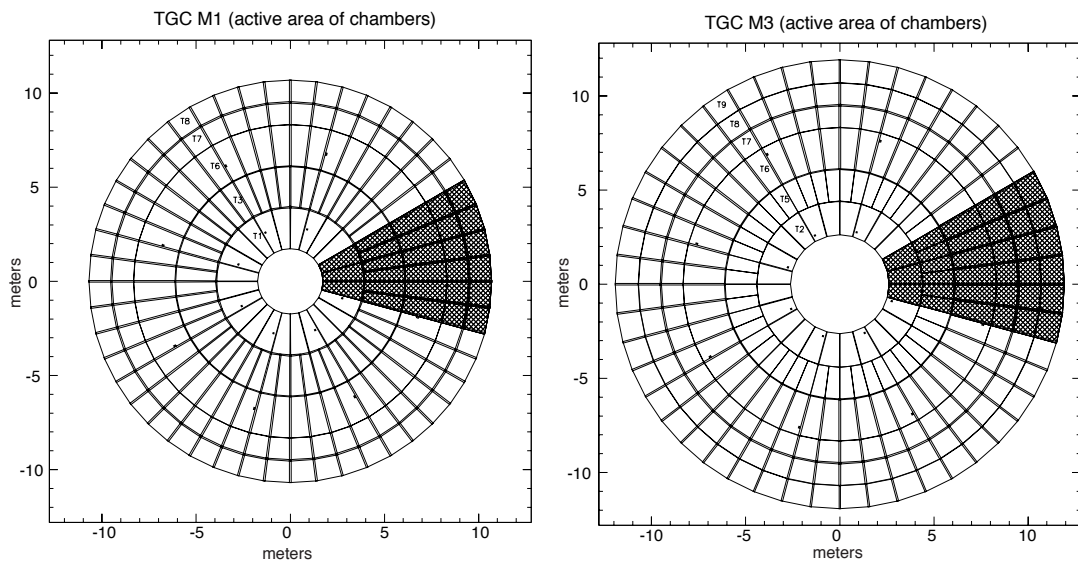 TGC M1 (active area of chambers)
10
5
0
-5
-10
meters
-10
-5
0
5
10
meters
T8
T7
T6
T3
T1
TGC M3 (active area of chambers)
10
5
0
-5
-10
-10
-5
0
5
10
meters
T9
T8
T7
T6
T5
T2